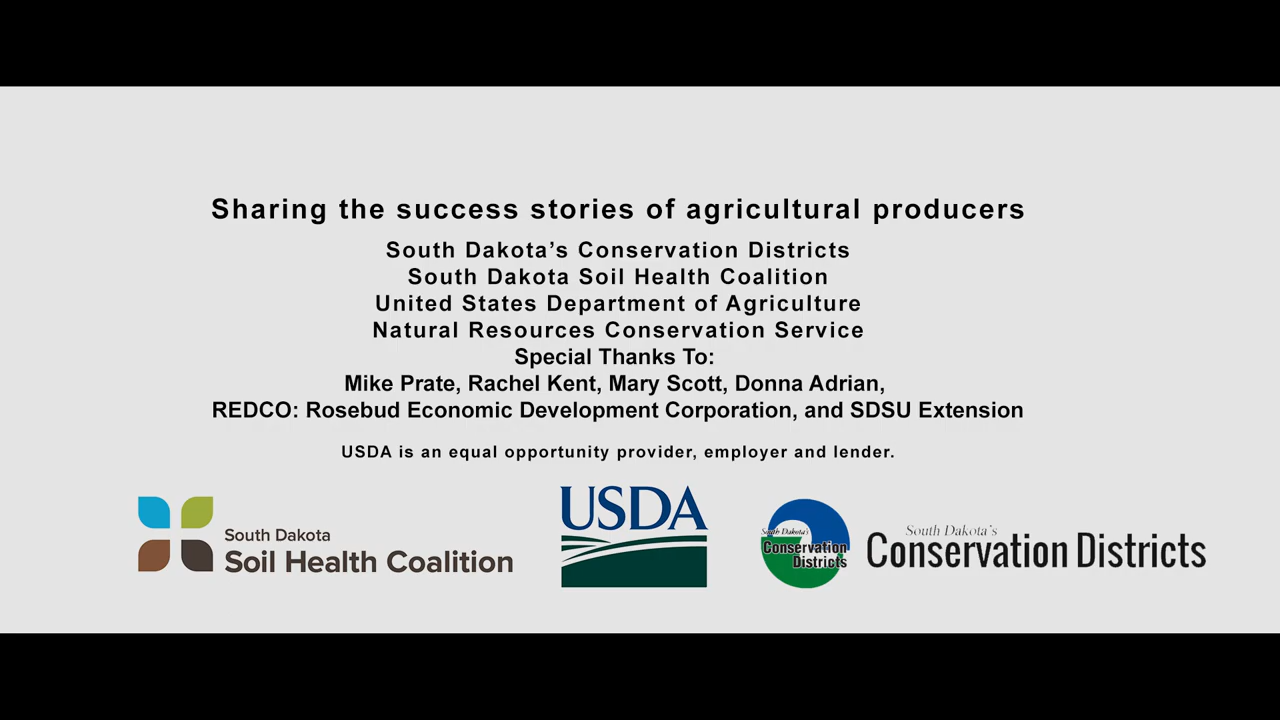 Sharing the success stories of agricultural producers
South Dakota’s Conservation Districts
South Dakota Soil Health Coalition
United States Department of Agriculture
Natural Resources Conservation Service
Special Thanks To:
Mike Prate, Rachel Kent, Mary Scott, Donna Adrian,
REDCO: Rosebud Economic Development Corporation, and SDSU Extension
USDA is an equal opportunity provider, employer and lender.
South Dakota
Soil Health Coalition
USDA
South Dakota's
Conservation
Districts
South Dakota's
Conservation Districts